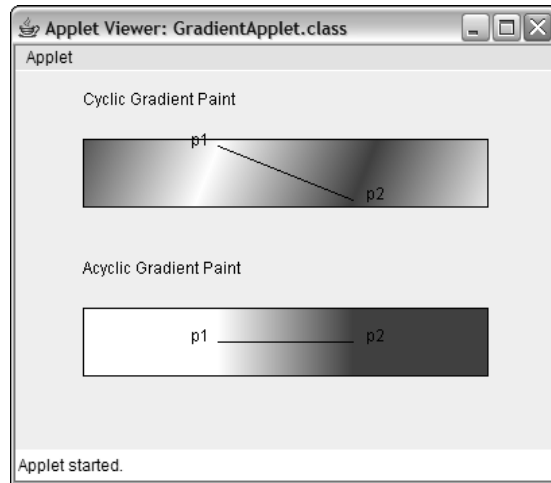 Applet Viewer: GradientApplet.class
Applet
Cyclic Gradient Paint
p1
p2
Acyclic Gradient Paint
p1 p2
Applet started.